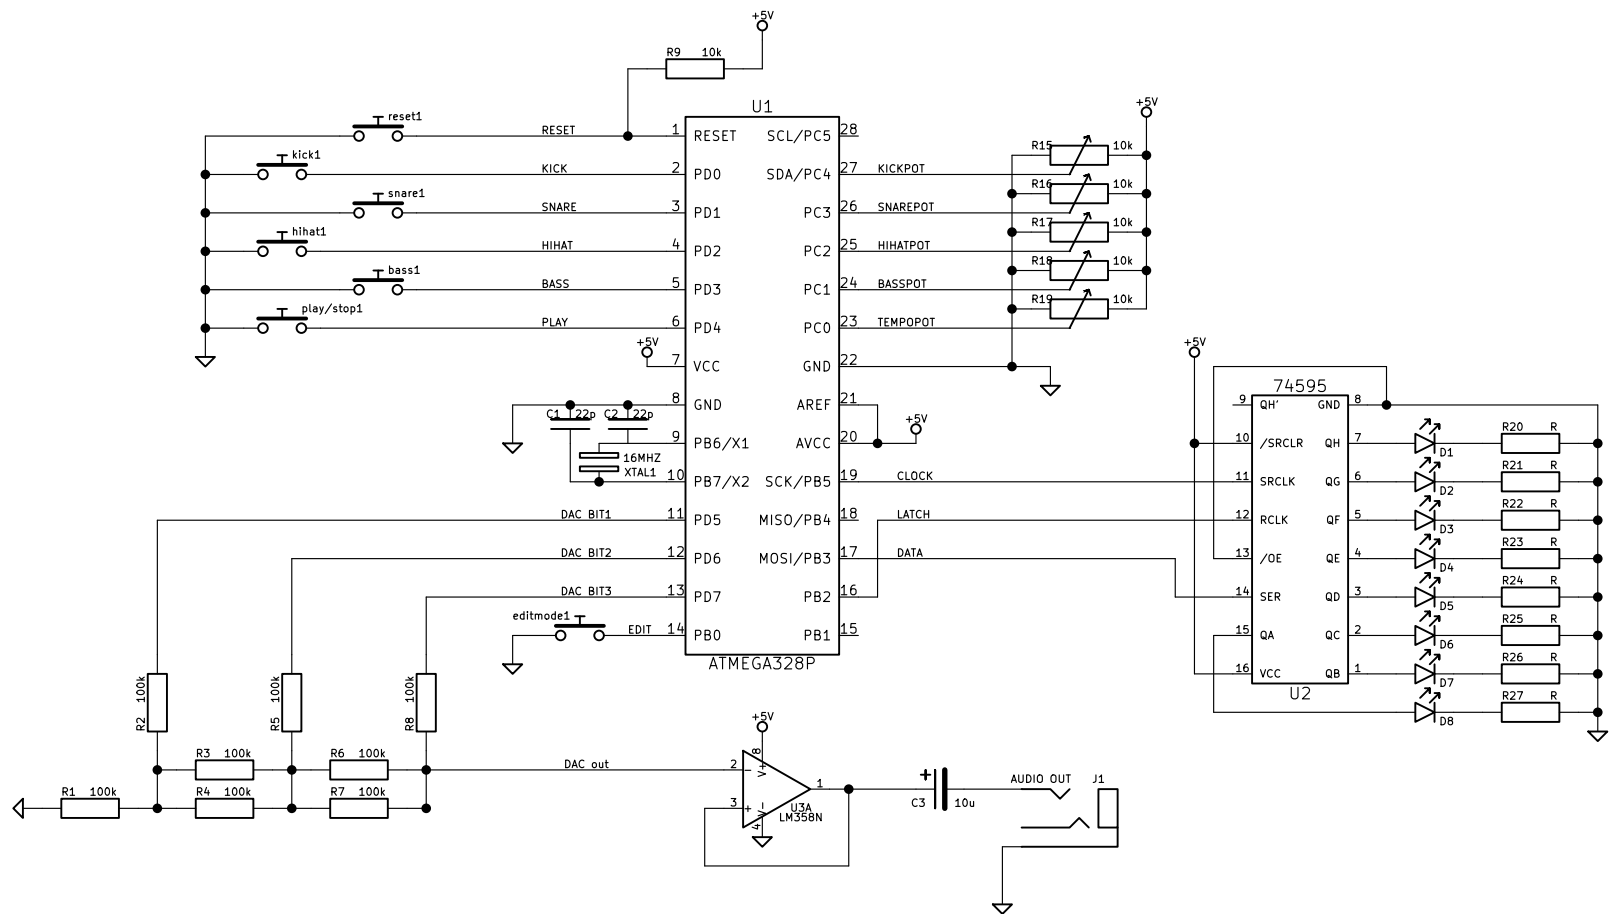 +5V
R9 10k
U1
+5V
reset1
RESET
1 RESET
SCL/PC5 28
R15 10k
kick1
KICK
2 PD0
SDA/PC4 27
KICKPOT
R16 10k
snare1
SNARE
3 PD1
PC3 26
SNAREPOT
R17 10k
hihat1
HIHAT
4 PD2
PC2 25
HIHATPOT
R18 10k
bass1
BASS
5 PD3
PC1 24
BASSPOT
R19 10k
play/stop1
PLAY
6 PD4
PC0 23
TEMPOPOT
+5V
7 VCC
GND 22
+5V
8 GND
AREF 21
C1 22p C2 22p
+5V
9 PB6/X1
AVCC 20
16MHZ
XTAL1
10 PB7/X2
SCK/PB5 19
CLOCK
DAC BIT1
11 PD5
MISO/PB4 18
LATCH
DAC BIT2
12 PD6
MOSI/PB3 17
DATA
DAC BIT3
13 PD7
PB2 16
editmode1
EDIT
14 PB0
PB1 15
ATMEGA328P
74595
9 QH'
GND 8
10 /SRCLR
QH 7
D1
R20 R
11 SRCLK
QG 6
D2
R21 R
12 RCLK
QF 5
D3
R22 R
13 /OE
QE 4
D4
R23 R
14 SER
QD 3
D5
R24 R
15 QA
QC 2
D6
R25 R
16 VCC
QB 1
D7
R26 R
U2
D8
R27 R
R2 100k
R5 100k
R8 100k
R3 100k
R6 100k
DAC out
R1 100k
R4 100k
R7 100k
+5V
8
V+
2 -
1
3 +
V-
4
U3A
LM358N
+
C3 10u
AUDIO OUT
J1